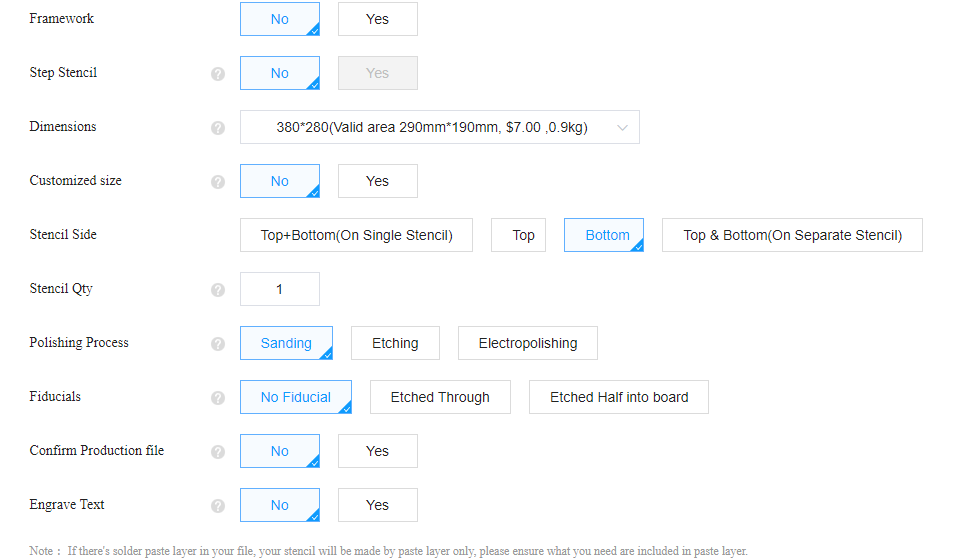 Framework No Yes
Step Stencil ? No Yes
Dimensions ? 380*280(Valid area 290mm*190mm, $7.00 ,0.9kg)
Customized size ? No Yes
Stencil Side Top+Bottom(On Single Stencil) Top Bottom Top & Bottom(On Separate Stencil)
Stencil Qty ? 1
Polishing Process ? Sanding Etching Electropolishing
Fiducials ? No Fiducial Etched Through Etched Half into board
Confirm Production file ? No Yes
Engrave Text ? No Yes
Note： If there's solder paste layer in your file, your stencil will be made by paste layer only, please ensure what you need are included in paste layer.